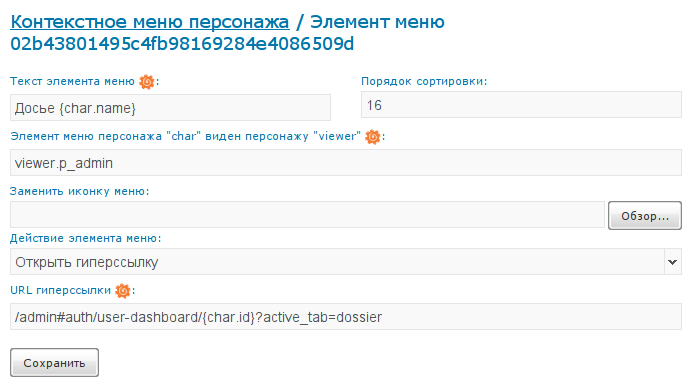 Контекстное меню персонажа / Элемент меню
02b43801495c4fb98169284e4086509d
Текст элемента меню :
Порядок сортировки:
Досье {char.name}
16
Элемент меню персонажа "char" виден персонажу "viewer" :
viewer.p_admin
Заменить иконку меню:
Обзор...
Действие элемента меню:
Открыть гиперссылку
URL гиперссылки :
/admin#auth/user-dashboard/{char.id}?active_tab=dossier
Сохранить